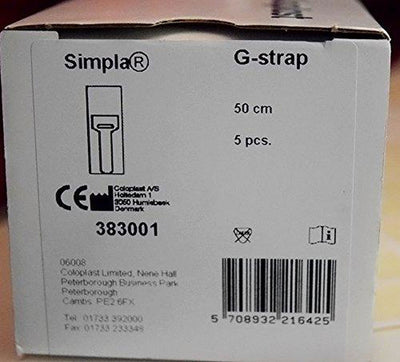 Simpla®
G-strap
50 cm
5 pcs.
CE
Coloplast A/S
Holtedam 1
3050 Humlebaek
Denmark
383001
06008
Coloplast Limited, Nene Hall
Peterborough Business Park
Peterborough
Cambs. PE2 6FX
Tel. 01733 392000
Fax 01733 233348
5 708932 216425